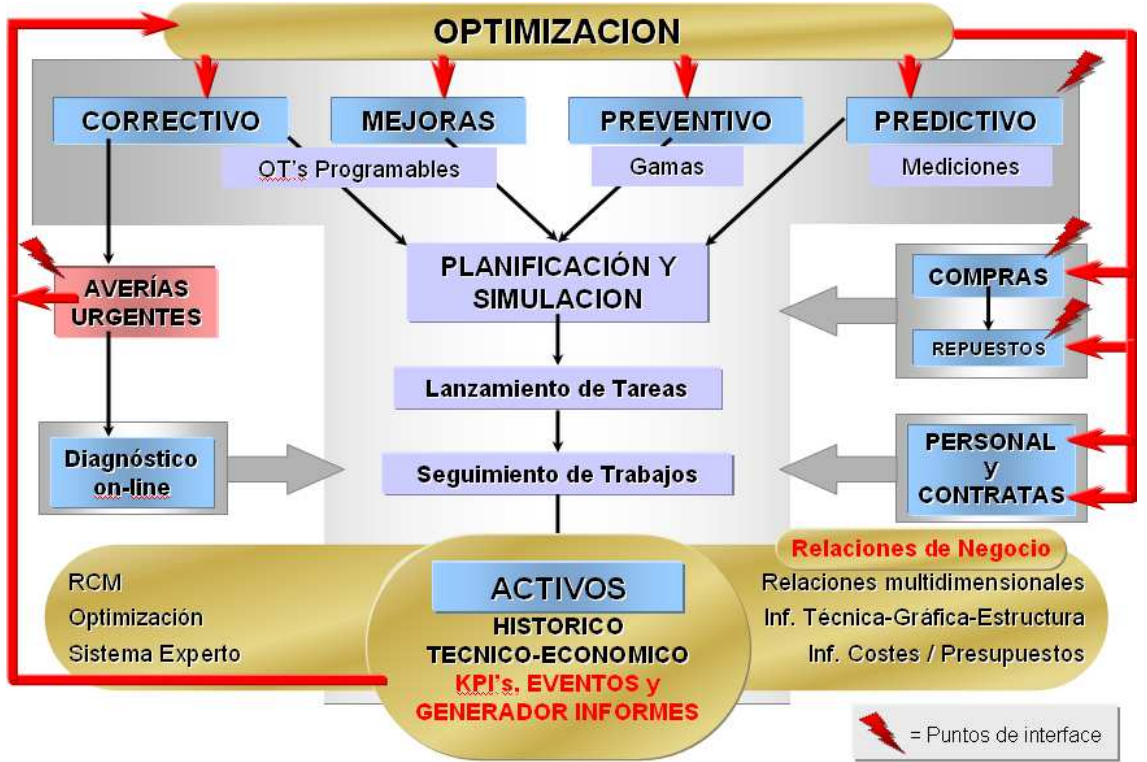 OPTIMIZACION
CORRECTIVO
MEJORAS
PREVENTIVO
PREDICTIVO
OT's Programables
Gamas
Mediciones
PLANIFICACIÓN Y
SIMULACION
AVERÍAS
URGENTES
COMPRAS
REPUESTOS
Lanzamiento de Tareas
Diagnóstico
on-line
Seguimiento de Trabajos
PERSONAL
y
CONTRATAS
RCM
Optimización
Sistema Experto
ACTIVOS
HISTORICO
TECNICO-ECONOMICO
KPI's, EVENTOS y
GENERADOR INFORMES
Relaciones de Negocio
Relaciones multidimensionales
Inf. Técnica-Gráfica-Estructura
Inf. Costes / Presupuestos
= Puntos de interface